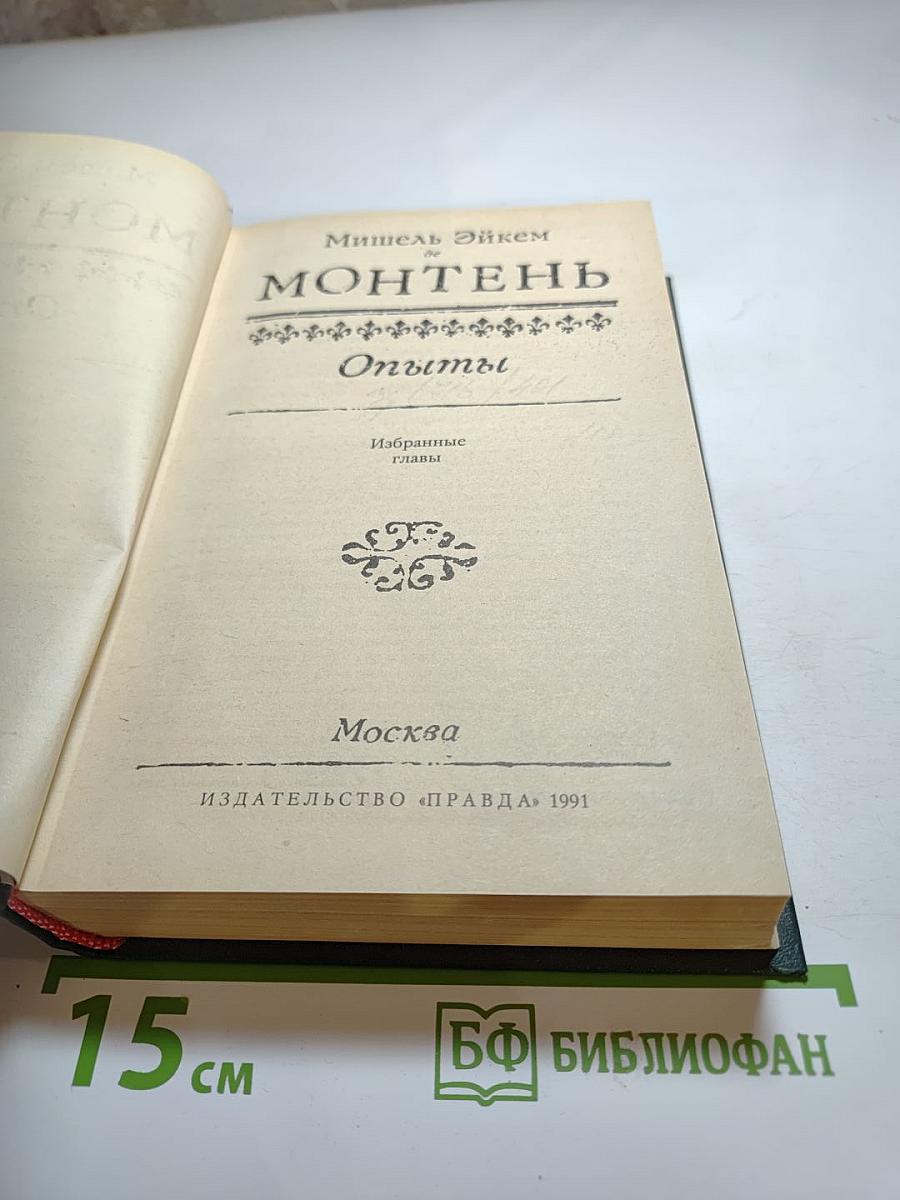 Мишель Эйкем
де
МОНТЕНЬ
Опыты
Избранные
главы
Москва
ИЗДАТЕЛЬСТВО «ПРАВДА» 1991
15 см
БФ БИБЛИОФАН